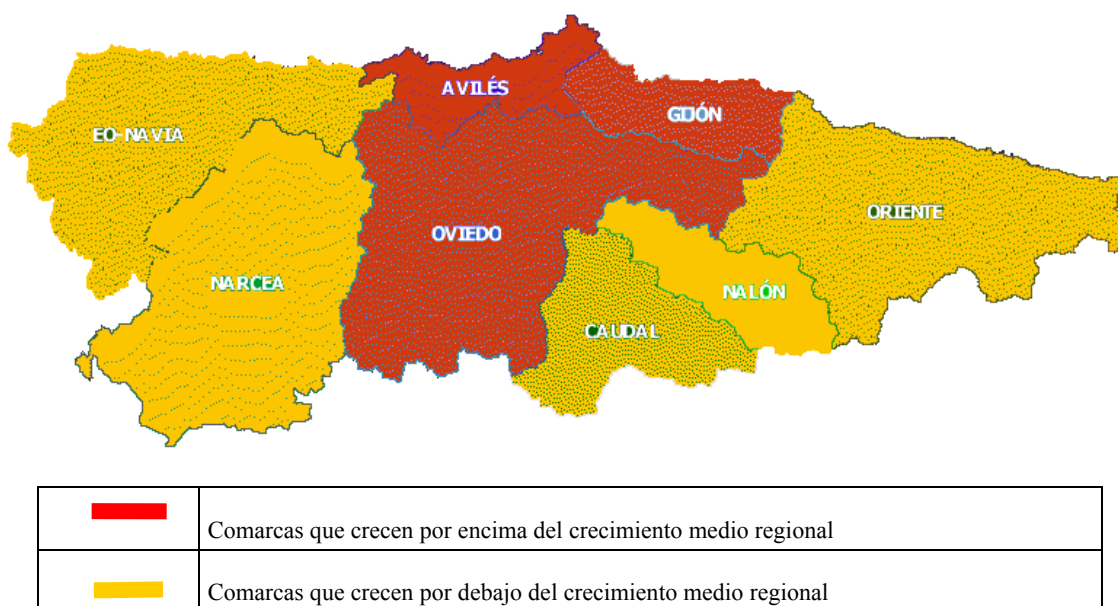 AVILÉS
GIJÓN
EO-NAVIA
ORIENTE
OVIEDO
NARCEA
NALÓN
CAUDAL
Comarcas que crecen por encima del crecimiento medio regional
Comarcas que crecen por debajo del crecimiento medio regional